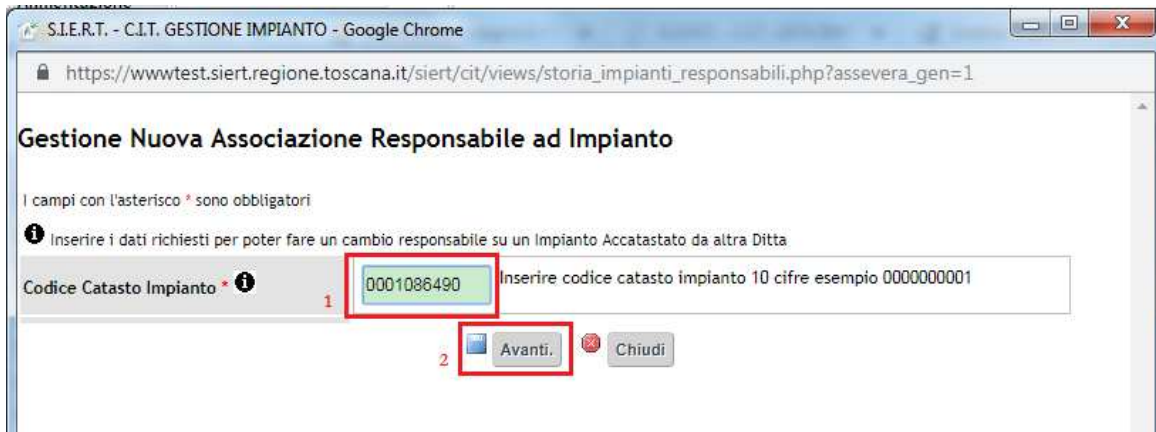 S.I.E.R.T. - C.I.T. GESTIONE IMPIANTO - Google Chrome
https://wwwtest.siert.regione.toscana.it/siert/cit/views/storia_impianti_responsabili.php?assevera_gen=1
Gestione Nuova Associazione Responsabile ad Impianto
I campi con l'asterisco * sono obbligatori
Inserire i dati richiesti per poter fare un cambio responsabile su un Impianto Accatastato da altra Ditta
Codice Catasto Impianto * 1 0001086490 Inserire codice catasto impianto 10 cifre esempio 0000000001
2 Avanti. Chiudi